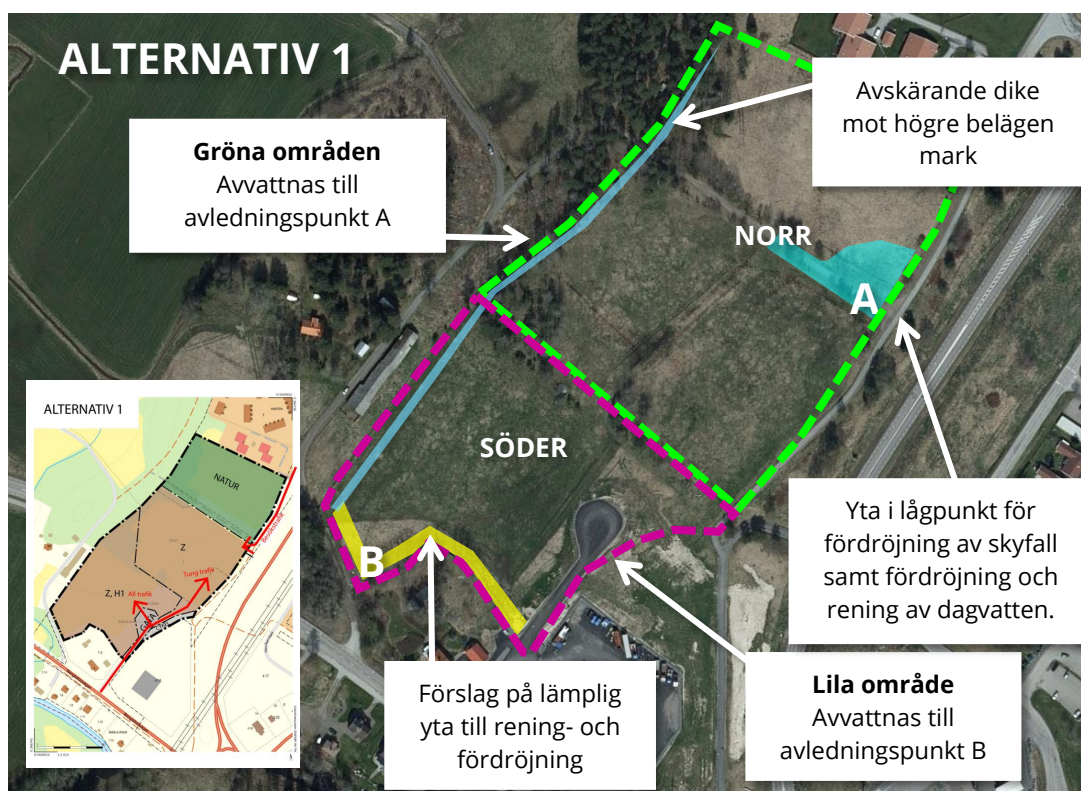 ALTERNATIV 1
Avskärande dike
mot högre belägen
mark
Gröna områden
Avvattnas till
avledningspunkt A
NORR
A
SÖDER
B
Yta i lågpunkt för
fördröjning av skyfall
samt fördröjning och
rening av dagvatten.
Förslag på lämplig
yta till rening- och
fördröjning
Lila område
Avvattnas till
avledningspunkt B
ALTERNATIV 1
NATUR
Z
Besökstrafik
Tung trafik
Z, H1
All trafik